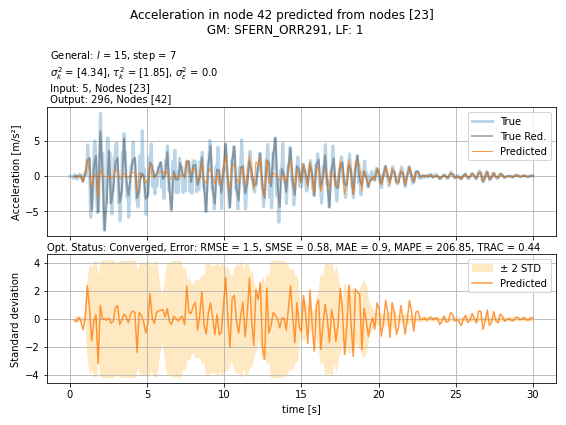 Acceleration in node 42 predicted from nodes [23]
GM: SFERN_ORR291, LF: 1
General: l = 15, step = 7
σ²ₖ = [4.34], τ²ₖ = [1.85], σ²_ε = 0.0
Input: 5, Nodes [23]
Output: 296, Nodes [42]
Acceleration [m/s²]
5
0
−5
True
True Red.
Predicted
Opt. Status: Converged, Error: RMSE = 1.5, SMSE = 0.58, MAE = 0.9, MAPE = 206.85, TRAC = 0.44
Standard deviation
4
2
0
−2
−4
± 2 STD
Predicted
0 5 10 15 20 25 30
time [s]